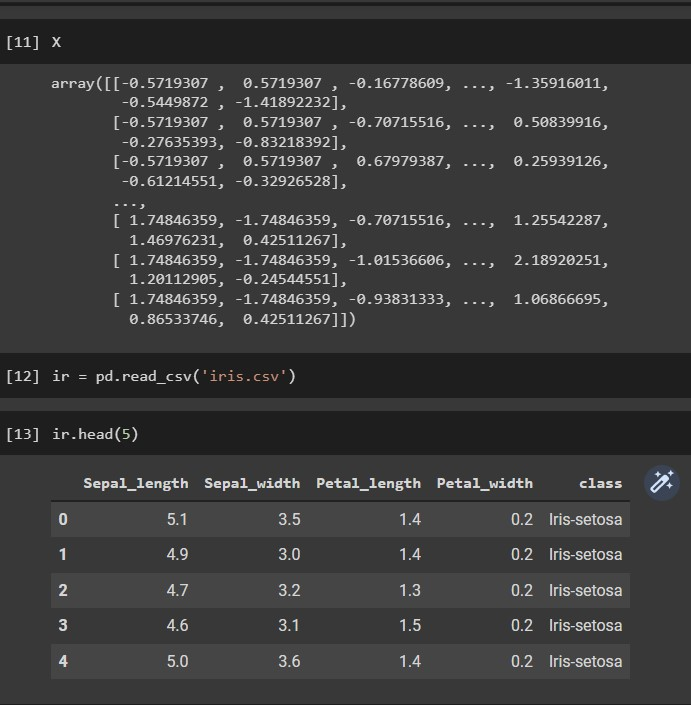 [11] X
array([[-0.5719307 ,  0.5719307 , -0.16778609, ..., -1.35916011,
-0.5449872 , -1.41892232],
[-0.5719307 ,  0.5719307 , -0.70715516, ...,  0.50839916,
-0.27635393, -0.83218392],
[-0.5719307 ,  0.5719307 ,  0.67979387, ...,  0.25939126,
-0.61214551, -0.32926528],
...,
[ 1.74846359, -1.74846359, -0.70715516, ...,  1.25542287,
1.46976231,  0.42511267],
[ 1.74846359, -1.74846359, -1.01536606, ...,  2.18920251,
1.20112905, -0.24544551],
[ 1.74846359, -1.74846359, -0.93831333, ...,  1.06866695,
0.86533746,  0.42511267]])
[12] ir = pd.read_csv('iris.csv')
[13] ir.head(5)
Sepal_length Sepal_width Petal_length Petal_width class
0 5.1 3.5 1.4 0.2 Iris-setosa
1 4.9 3.0 1.4 0.2 Iris-setosa
2 4.7 3.2 1.3 0.2 Iris-setosa
3 4.6 3.1 1.5 0.2 Iris-setosa
4 5.0 3.6 1.4 0.2 Iris-setosa